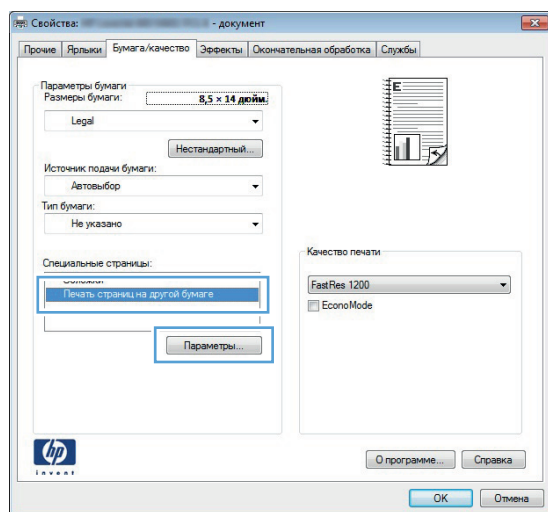 Свойства: - документ
Прочие Ярлыки Бумага/качество Эффекты Окончательная обработка Службы
Параметры бумаги
Размеры бумаги: 8,5 × 14 дюйм.
Legal
Нестандартный...
Источник подачи бумаги:
Автовыбор
Тип бумаги:
Не указано
Специальные страницы:
Обложки
Печать страниц на другой бумаге
Параметры...
E
Качество печати
FastRes 1200
EconoMode
hp
invent
О программе... Справка
OK Отмена